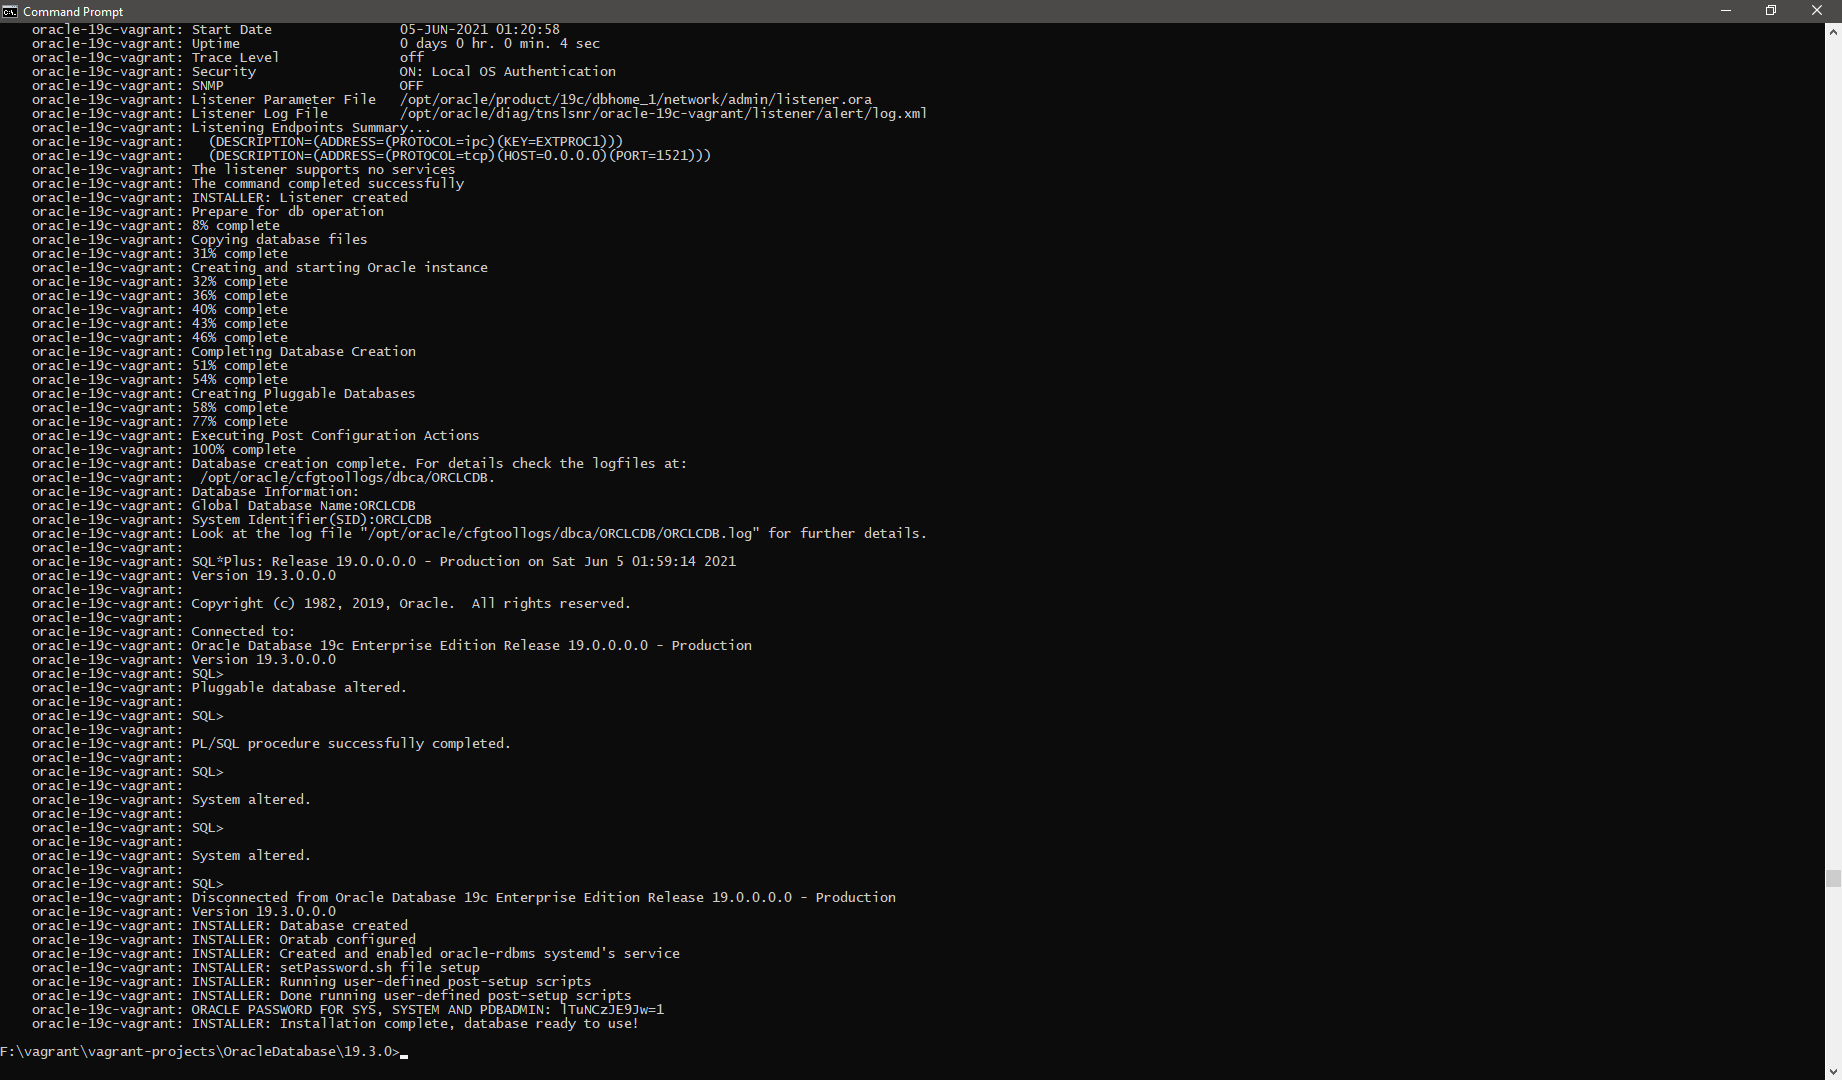 Command Prompt
oracle-19c-vagrant: Start Date                05-JUN-2021 01:20:58
oracle-19c-vagrant: Uptime                    0 days 0 hr. 0 min. 4 sec
oracle-19c-vagrant: Trace Level               off
oracle-19c-vagrant: Security                  ON: Local OS Authentication
oracle-19c-vagrant: SNMP                      OFF
oracle-19c-vagrant: Listener Parameter File   /opt/oracle/product/19c/dbhome_1/network/admin/listener.ora
oracle-19c-vagrant: Listener Log File         /opt/oracle/diag/tnslsnr/oracle-19c-vagrant/listener/alert/log.xml
oracle-19c-vagrant: Listening Endpoints Summary...
oracle-19c-vagrant:   (DESCRIPTION=(ADDRESS=(PROTOCOL=ipc)(KEY=EXTPROC1)))
oracle-19c-vagrant:   (DESCRIPTION=(ADDRESS=(PROTOCOL=tcp)(HOST=0.0.0.0)(PORT=1521)))
oracle-19c-vagrant: The listener supports no services
oracle-19c-vagrant: The command completed successfully
oracle-19c-vagrant: INSTALLER: Listener created
oracle-19c-vagrant: Prepare for db operation
oracle-19c-vagrant: 8% complete
oracle-19c-vagrant: Copying database files
oracle-19c-vagrant: 31% complete
oracle-19c-vagrant: Creating and starting Oracle instance
oracle-19c-vagrant: 32% complete
oracle-19c-vagrant: 36% complete
oracle-19c-vagrant: 40% complete
oracle-19c-vagrant: 43% complete
oracle-19c-vagrant: 46% complete
oracle-19c-vagrant: Completing Database Creation
oracle-19c-vagrant: 51% complete
oracle-19c-vagrant: 54% complete
oracle-19c-vagrant: Creating Pluggable Databases
oracle-19c-vagrant: 58% complete
oracle-19c-vagrant: 77% complete
oracle-19c-vagrant: Executing Post Configuration Actions
oracle-19c-vagrant: 100% complete
oracle-19c-vagrant: Database creation complete. For details check the logfiles at:
oracle-19c-vagrant:  /opt/oracle/cfgtoollogs/dbca/ORCLCDB.
oracle-19c-vagrant: Database Information:
oracle-19c-vagrant: Global Database Name:ORCLCDB
oracle-19c-vagrant: System Identifier(SID):ORCLCDB
oracle-19c-vagrant: Look at the log file "/opt/oracle/cfgtoollogs/dbca/ORCLCDB/ORCLCDB.log" for further details.
oracle-19c-vagrant:
oracle-19c-vagrant: SQL*Plus: Release 19.0.0.0.0 - Production on Sat Jun 5 01:59:14 2021
oracle-19c-vagrant: Version 19.3.0.0.0
oracle-19c-vagrant:
oracle-19c-vagrant: Copyright (c) 1982, 2019, Oracle.  All rights reserved.
oracle-19c-vagrant:
oracle-19c-vagrant: Connected to:
oracle-19c-vagrant: Oracle Database 19c Enterprise Edition Release 19.0.0.0.0 - Production
oracle-19c-vagrant: Version 19.3.0.0.0
oracle-19c-vagrant: SQL>
oracle-19c-vagrant: Pluggable database altered.
oracle-19c-vagrant:
oracle-19c-vagrant: SQL>
oracle-19c-vagrant:
oracle-19c-vagrant: PL/SQL procedure successfully completed.
oracle-19c-vagrant:
oracle-19c-vagrant: SQL>
oracle-19c-vagrant:
oracle-19c-vagrant: System altered.
oracle-19c-vagrant:
oracle-19c-vagrant: SQL>
oracle-19c-vagrant:
oracle-19c-vagrant: System altered.
oracle-19c-vagrant:
oracle-19c-vagrant: SQL>
oracle-19c-vagrant: Disconnected from Oracle Database 19c Enterprise Edition Release 19.0.0.0.0 - Production
oracle-19c-vagrant: Version 19.3.0.0.0
oracle-19c-vagrant: INSTALLER: Database created
oracle-19c-vagrant: INSTALLER: Oratab configured
oracle-19c-vagrant: INSTALLER: Created and enabled oracle-rdbms systemd's service
oracle-19c-vagrant: INSTALLER: setPassword.sh file setup
oracle-19c-vagrant: INSTALLER: Running user-defined post-setup scripts
oracle-19c-vagrant: INSTALLER: Done running user-defined post-setup scripts
oracle-19c-vagrant: ORACLE PASSWORD FOR SYS, SYSTEM AND PDBADMIN: lTuNCzJE9Jw=1
oracle-19c-vagrant: INSTALLER: Installation complete, database ready to use!
F:\vagrant\vagrant-projects\OracleDatabase\19.3.0>